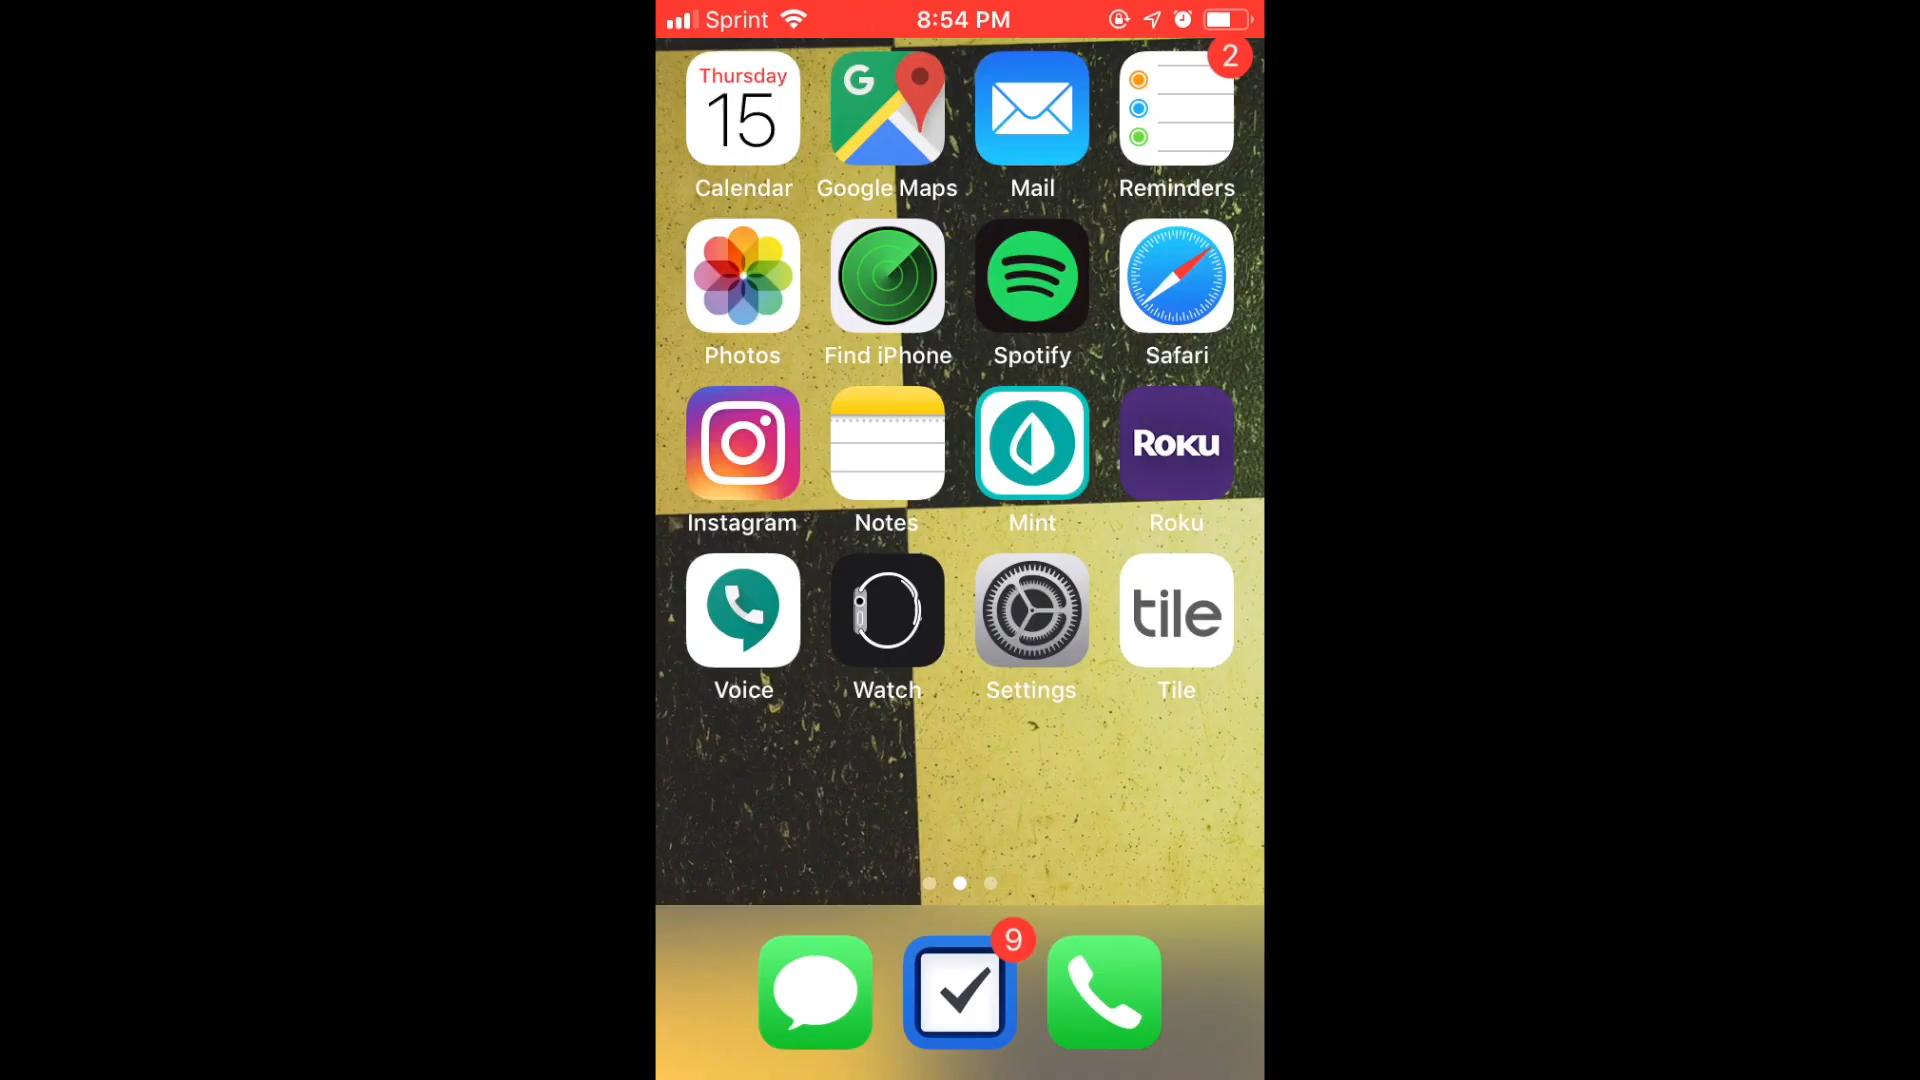 Sprint 8:54 PM
2
Thursday
15
G
Calendar Google Maps Mail Reminders
Photos Find iPhone Spotify Safari
Roku
Instagram Notes Mint Roku
tile
Voice Watch Settings Tile
9